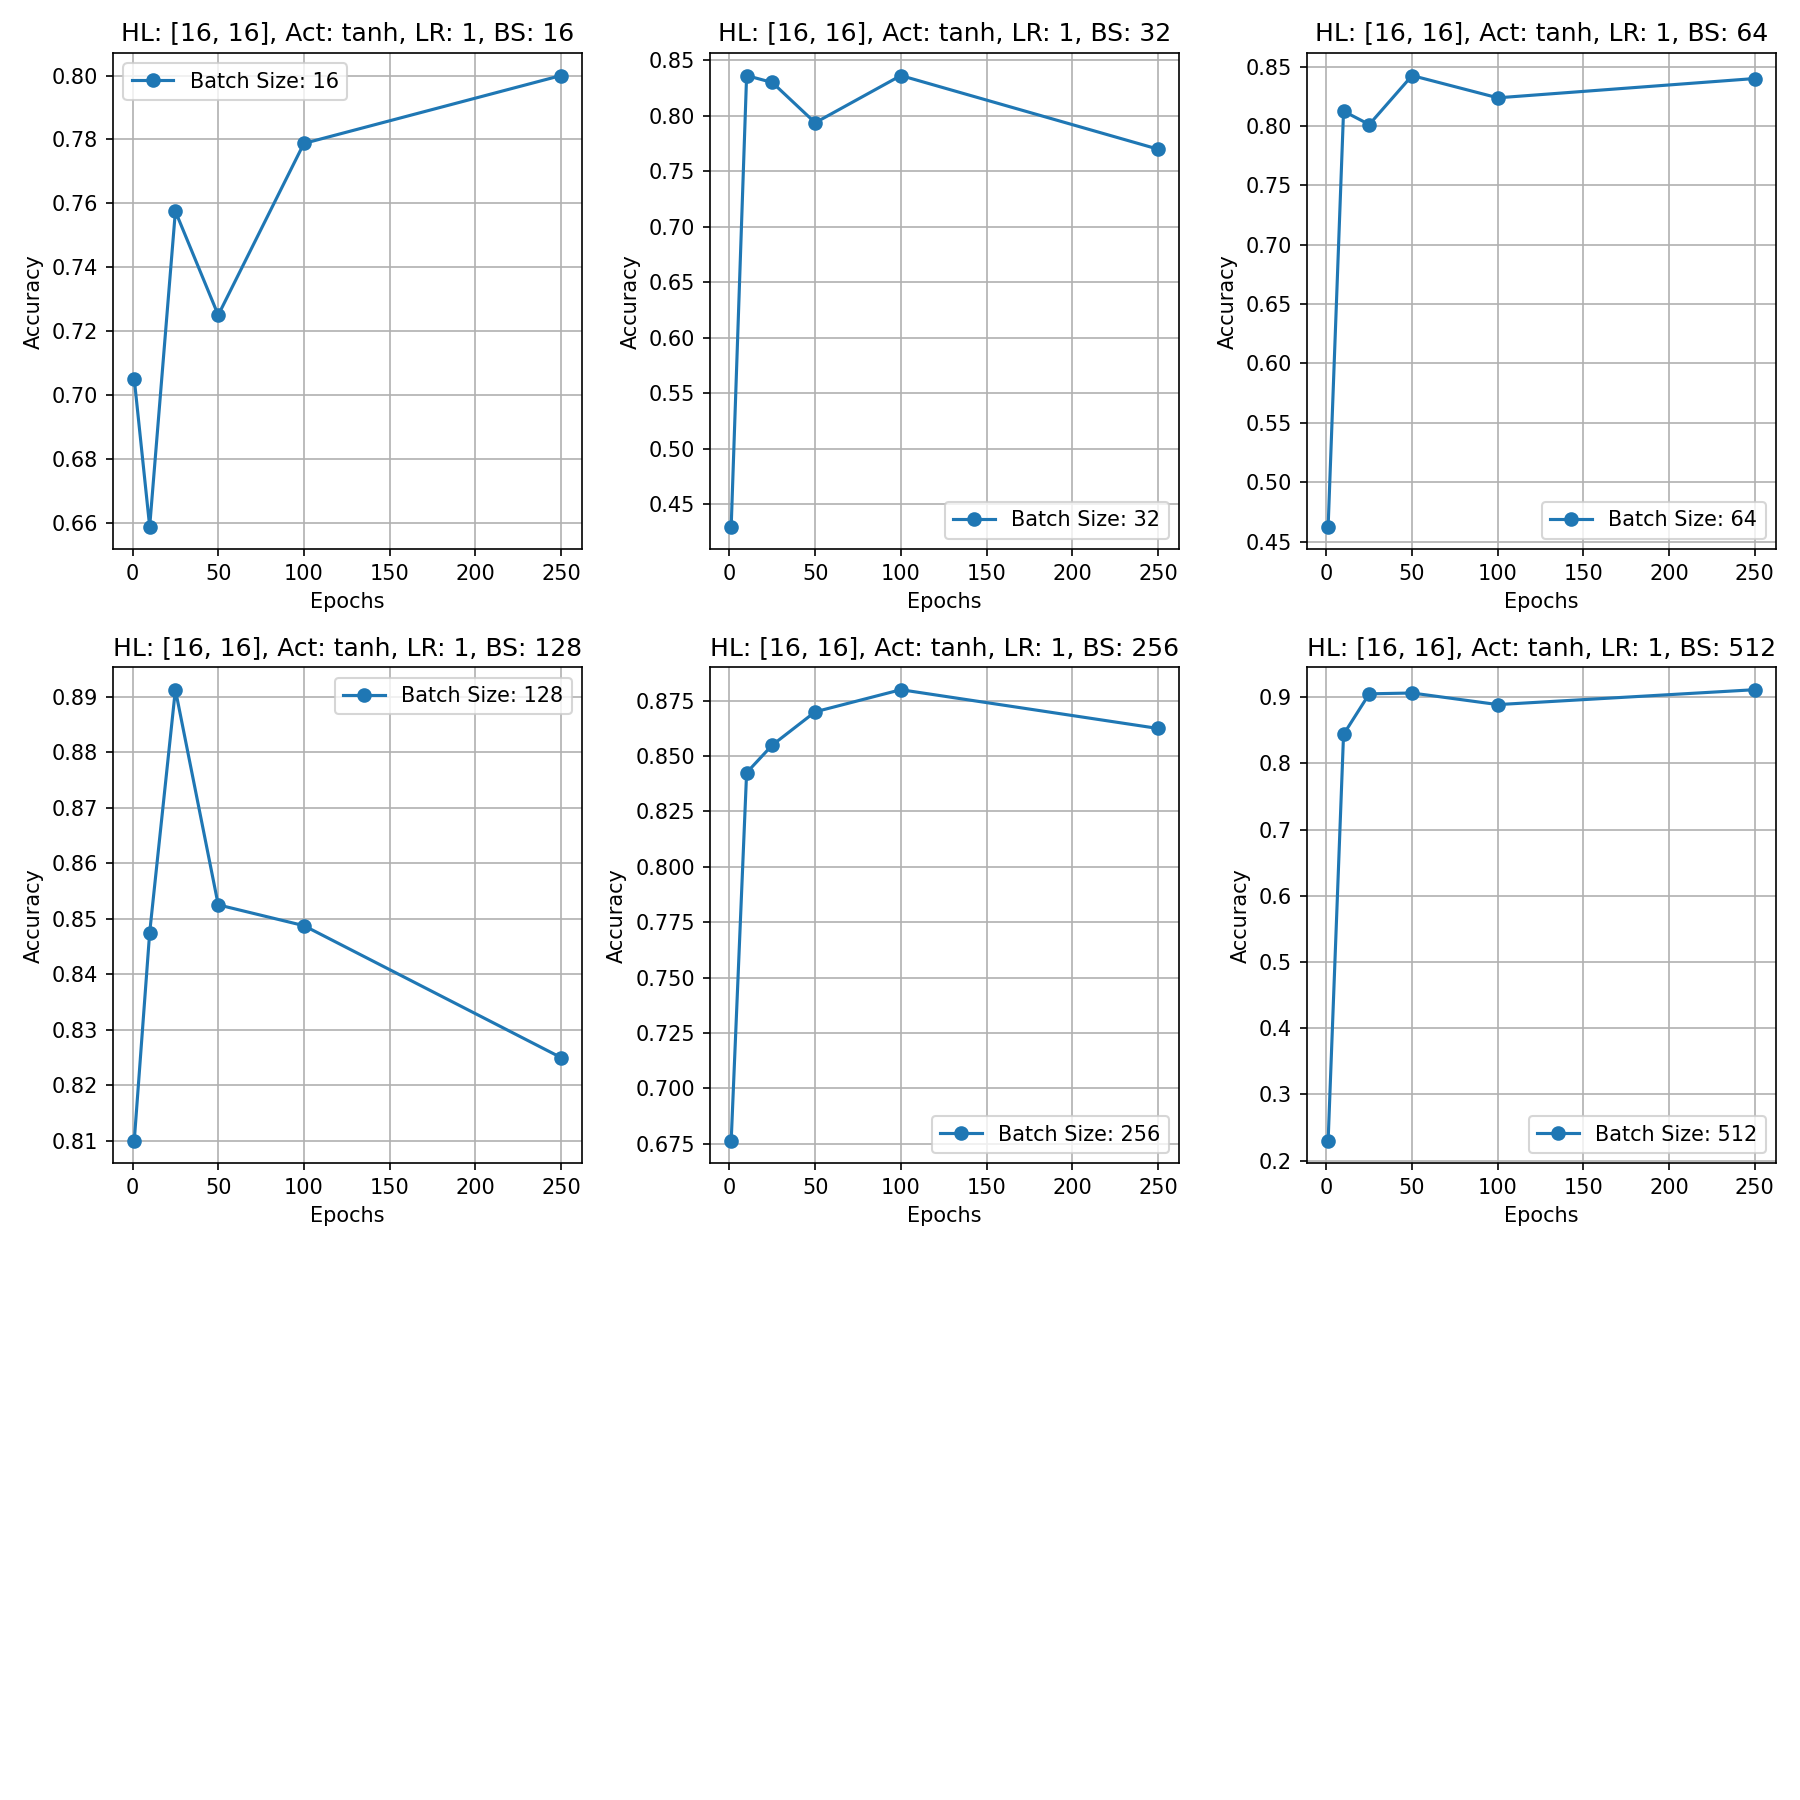 HL: [16, 16], Act: tanh, LR: 1, BS: 16
Batch Size: 16
Accuracy
0.80
0.78
0.76
0.74
0.72
0.70
0.68
0.66
0 50 100 150 200 250
Epochs
HL: [16, 16], Act: tanh, LR: 1, BS: 32
Accuracy
0.85
0.80
0.75
0.70
0.65
0.60
0.55
0.50
0.45
Batch Size: 32
0 50 100 150 200 250
Epochs
HL: [16, 16], Act: tanh, LR: 1, BS: 64
Accuracy
0.85
0.80
0.75
0.70
0.65
0.60
0.55
0.50
0.45
Batch Size: 64
0 50 100 150 200 250
Epochs
HL: [16, 16], Act: tanh, LR: 1, BS: 128
Batch Size: 128
Accuracy
0.89
0.88
0.87
0.86
0.85
0.84
0.83
0.82
0.81
0 50 100 150 200 250
Epochs
HL: [16, 16], Act: tanh, LR: 1, BS: 256
Accuracy
0.875
0.850
0.825
0.800
0.775
0.750
0.725
0.700
0.675
Batch Size: 256
0 50 100 150 200 250
Epochs
HL: [16, 16], Act: tanh, LR: 1, BS: 512
Accuracy
0.9
0.8
0.7
0.6
0.5
0.4
0.3
0.2
Batch Size: 512
0 50 100 150 200 250
Epochs